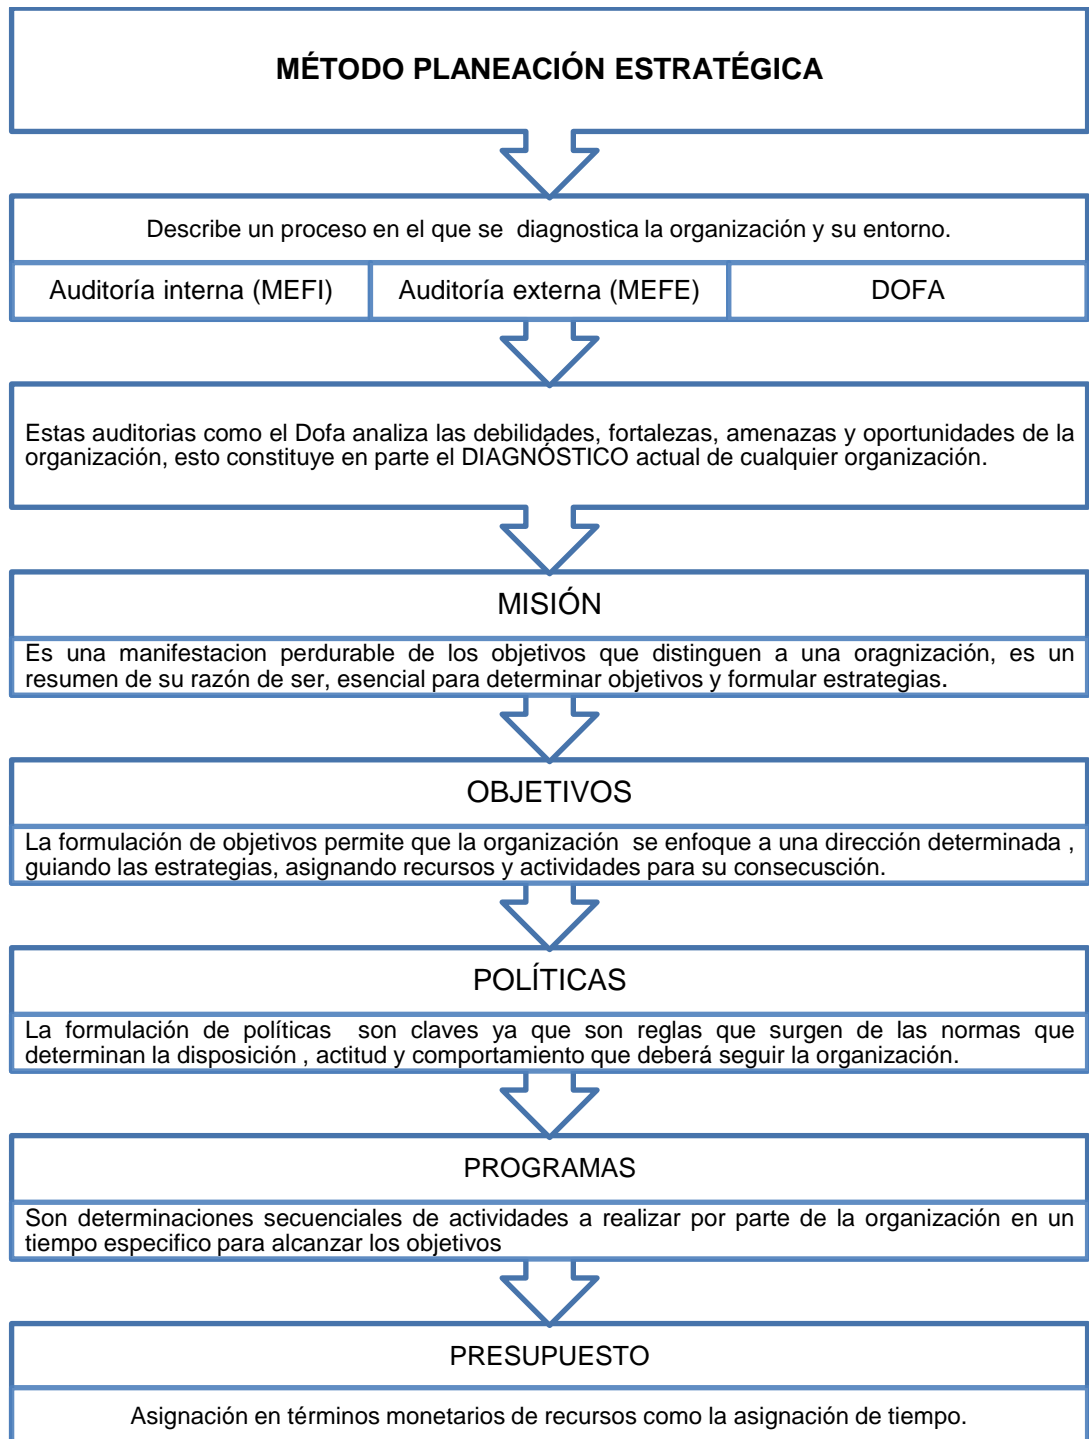 MÉTODO PLANEACIÓN ESTRATÉGICA
Describe un proceso en el que se diagnostica la organización y su entorno.
Auditoría interna (MEFI)
Auditoría externa (MEFE)
DOFA
Estas auditorias como el Dofa analiza las debilidades, fortalezas, amenazas y oportunidades de la
organización, esto constituye en parte el DIAGNÓSTICO actual de cualquier organización.
MISIÓN
Es una manifestacion perdurable de los objetivos que distinguen a una oragnización, es un
resumen de su razón de ser, esencial para determinar objetivos y formular estrategias.
OBJETIVOS
La formulación de objetivos permite que la organización se enfoque a una dirección determinada ,
guiando las estrategias, asignando recursos y actividades para su consecusción.
POLÍTICAS
La formulación de políticas son claves ya que son reglas que surgen de las normas que
determinan la disposición , actitud y comportamiento que deberá seguir la organización.
PROGRAMAS
Son determinaciones secuenciales de actividades a realizar por parte de la organización en un
tiempo especifico para alcanzar los objetivos
PRESUPUESTO
Asignación en términos monetarios de recursos como la asignación de tiempo.